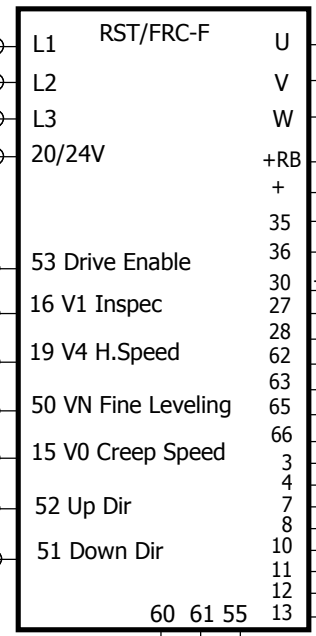 RST/FRC-F
L1 U
L2 V
L3 W
20/24V +RB
+
35
53 Drive Enable 36
30
16 V1 Inspec 27
28
19 V4 H.Speed 62
63
50 VN Fine Leveling 65
66
15 V0 Creep Speed 3
4
52 Up Dir 7
8
51 Down Dir 10
11
12
60 61 55 13